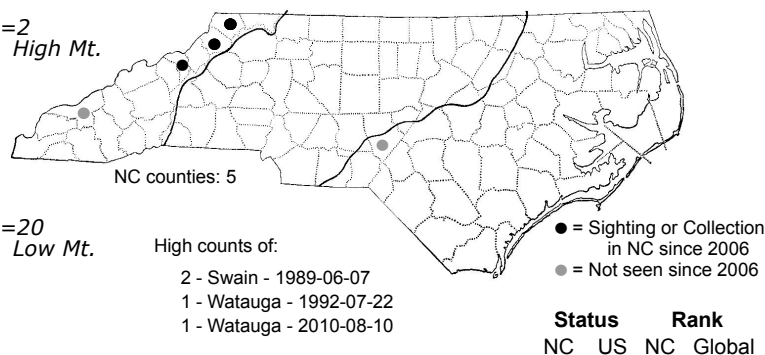 =2
High Mt.
NC counties: 5
=20
Low Mt.
High counts of:
2 - Swain - 1989-06-07
1 - Watauga - 1992-07-22
1 - Watauga - 2010-08-10
● = Sighting or Collection
in NC since 2006
● = Not seen since 2006
Status Rank
NC US NC Global